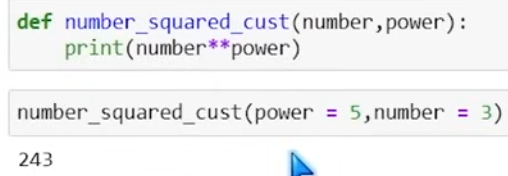 def number_squared_cust(number,power):
    print(number**power)
number_squared_cust(power = 5,number = 3)
243